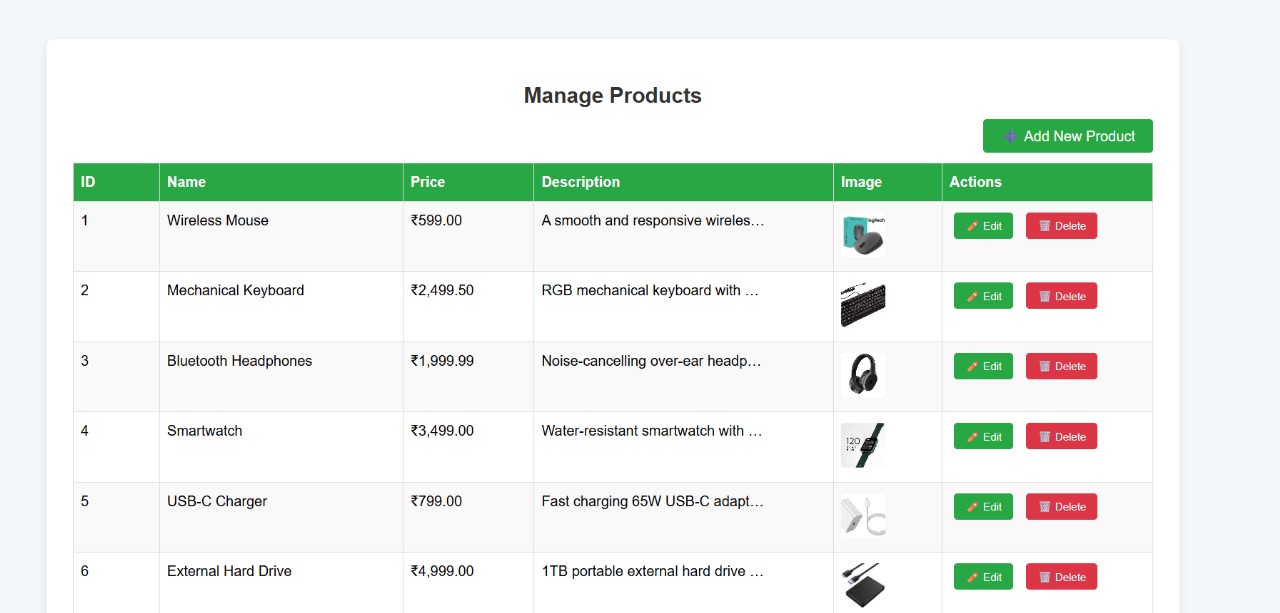 Manage Products
➕ Add New Product
ID Name Price Description Image Actions
1 Wireless Mouse ₹599.00 A smooth and responsive wireles… logitech Edit Delete
2 Mechanical Keyboard ₹2,499.50 RGB mechanical keyboard with … Edit Delete
3 Bluetooth Headphones ₹1,999.99 Noise-cancelling over-ear headp… Edit Delete
4 Smartwatch ₹3,499.00 Water-resistant smartwatch with … 120 Edit Delete
5 USB-C Charger ₹799.00 Fast charging 65W USB-C adapt… Edit Delete
6 External Hard Drive ₹4,999.00 1TB portable external hard drive … Edit Delete